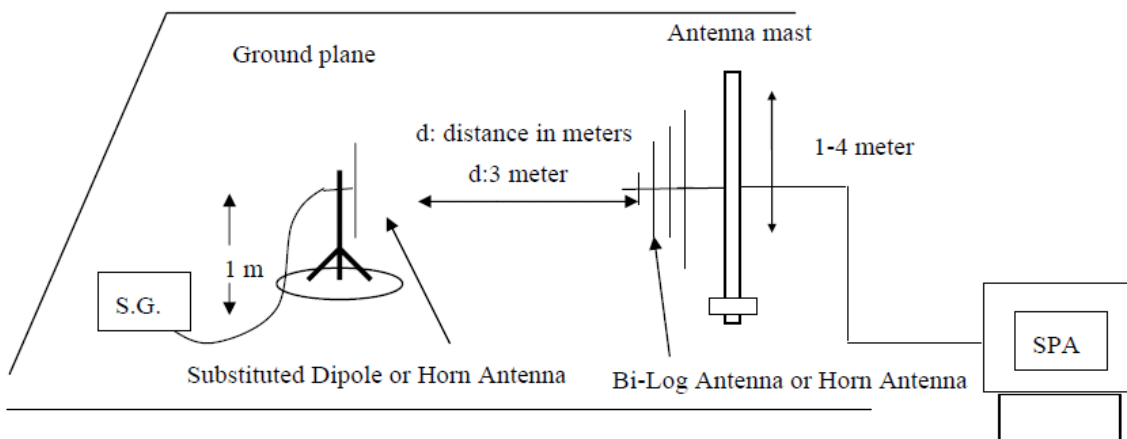 Antenna mast
Ground plane
d: distance in meters
d:3 meter
1-4 meter
1 m
S.G.
SPA
Substituted Dipole or Horn Antenna
Bi-Log Antenna or Horn Antenna